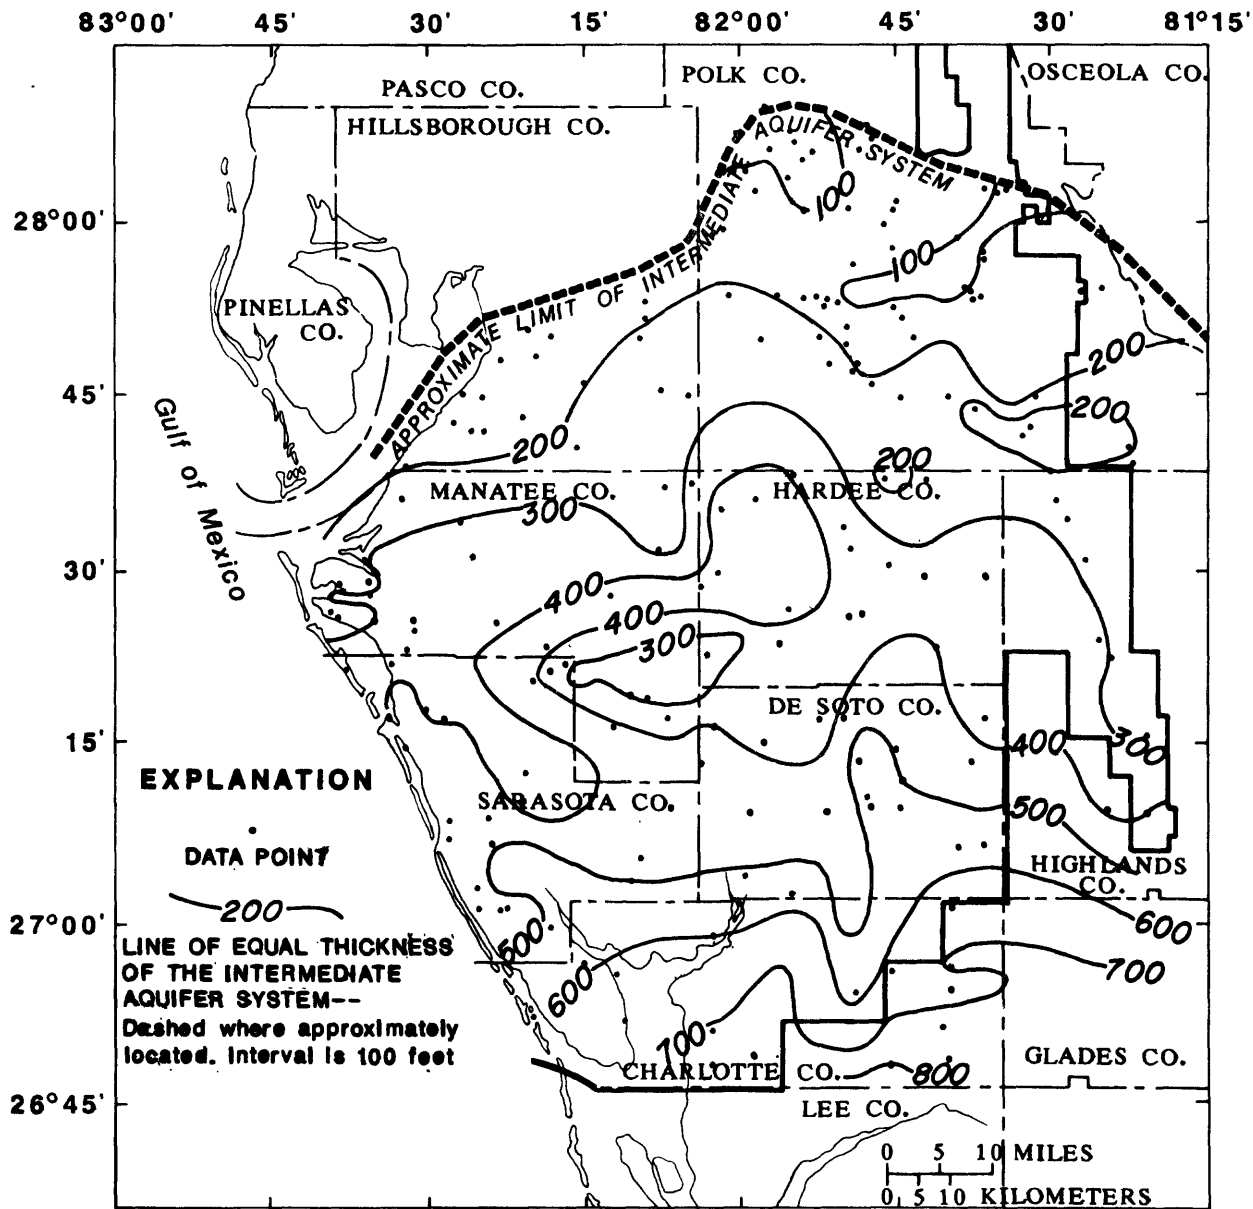 83°00' 45' 30' 15' 82°00' 45' 30' 81°15'
PASCO CO.
POLK CO.
OSCEOLA CO.
HILLSBOROUGH CO.
AQUIFER SYSTEM
APPROXIMATE LIMIT OF INTERMEDIATE
100
28°00'
100
PINELLAS
CO.
200
45'
200
Gulf of
Mexico
200
200
MANATEE CO.
HARDEE CO.
300
30'
400
400
300
DE SOTO CO.
15'
400
300
EXPLANATION
SARASOTA CO.
500
DATA POINT
HIGHLANDS
CO.
200
27°00'
500
600
LINE OF EQUAL THICKNESS
OF THE INTERMEDIATE
AQUIFER SYSTEM--
Dashed where approximately
located. Interval is 100 feet
600
700
700
CHARLOTTE CO.
800
GLADES CO.
26°45'
LEE CO.
0 5 10 MILES
0 5 10 KILOMETERS